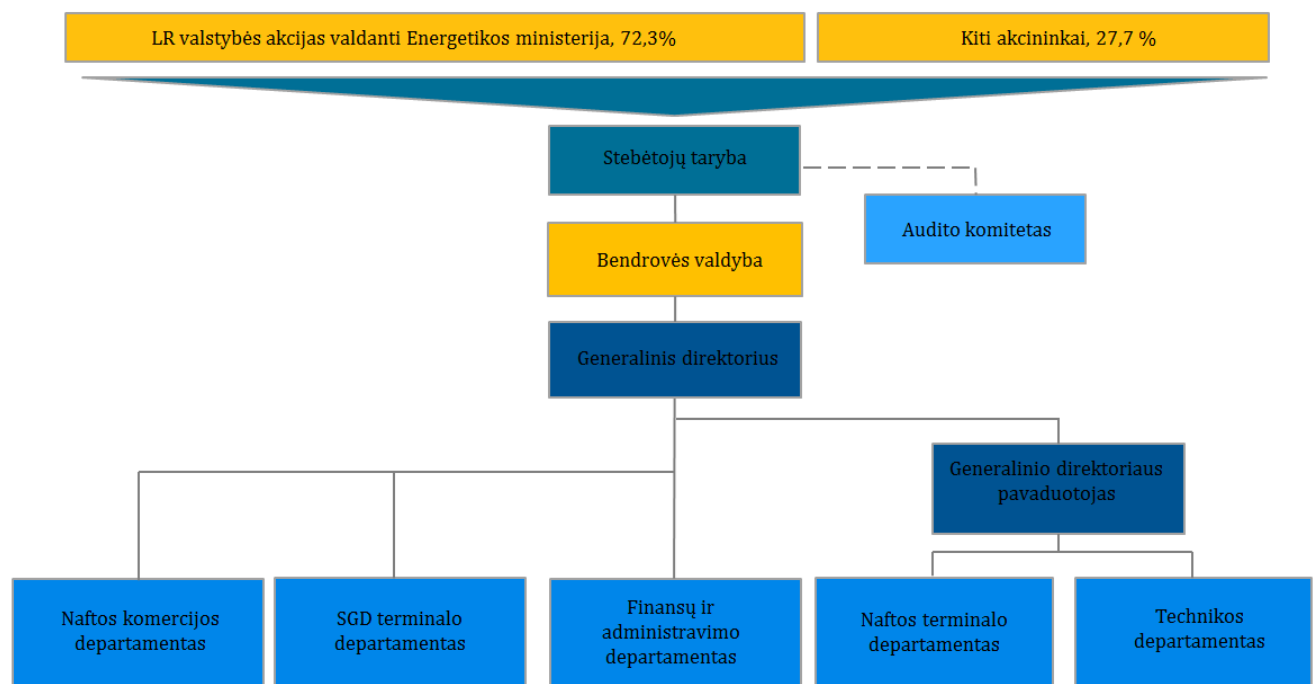 LR valstybės akcijas valdanti Energetikos ministerija, 72,3%
Kiti akcininkai, 27,7 %
Stebėtojų taryba
Audito komitetas
Bendrovės valdyba
Generalinis direktorius
Generalinio direktoriaus
pavaduotojas
Naftos komercijos
departamentas
SGD terminalo
departamentas
Finansų ir
administravimo
departamentas
Naftos terminalo
departamentas
Technikos
departamentas